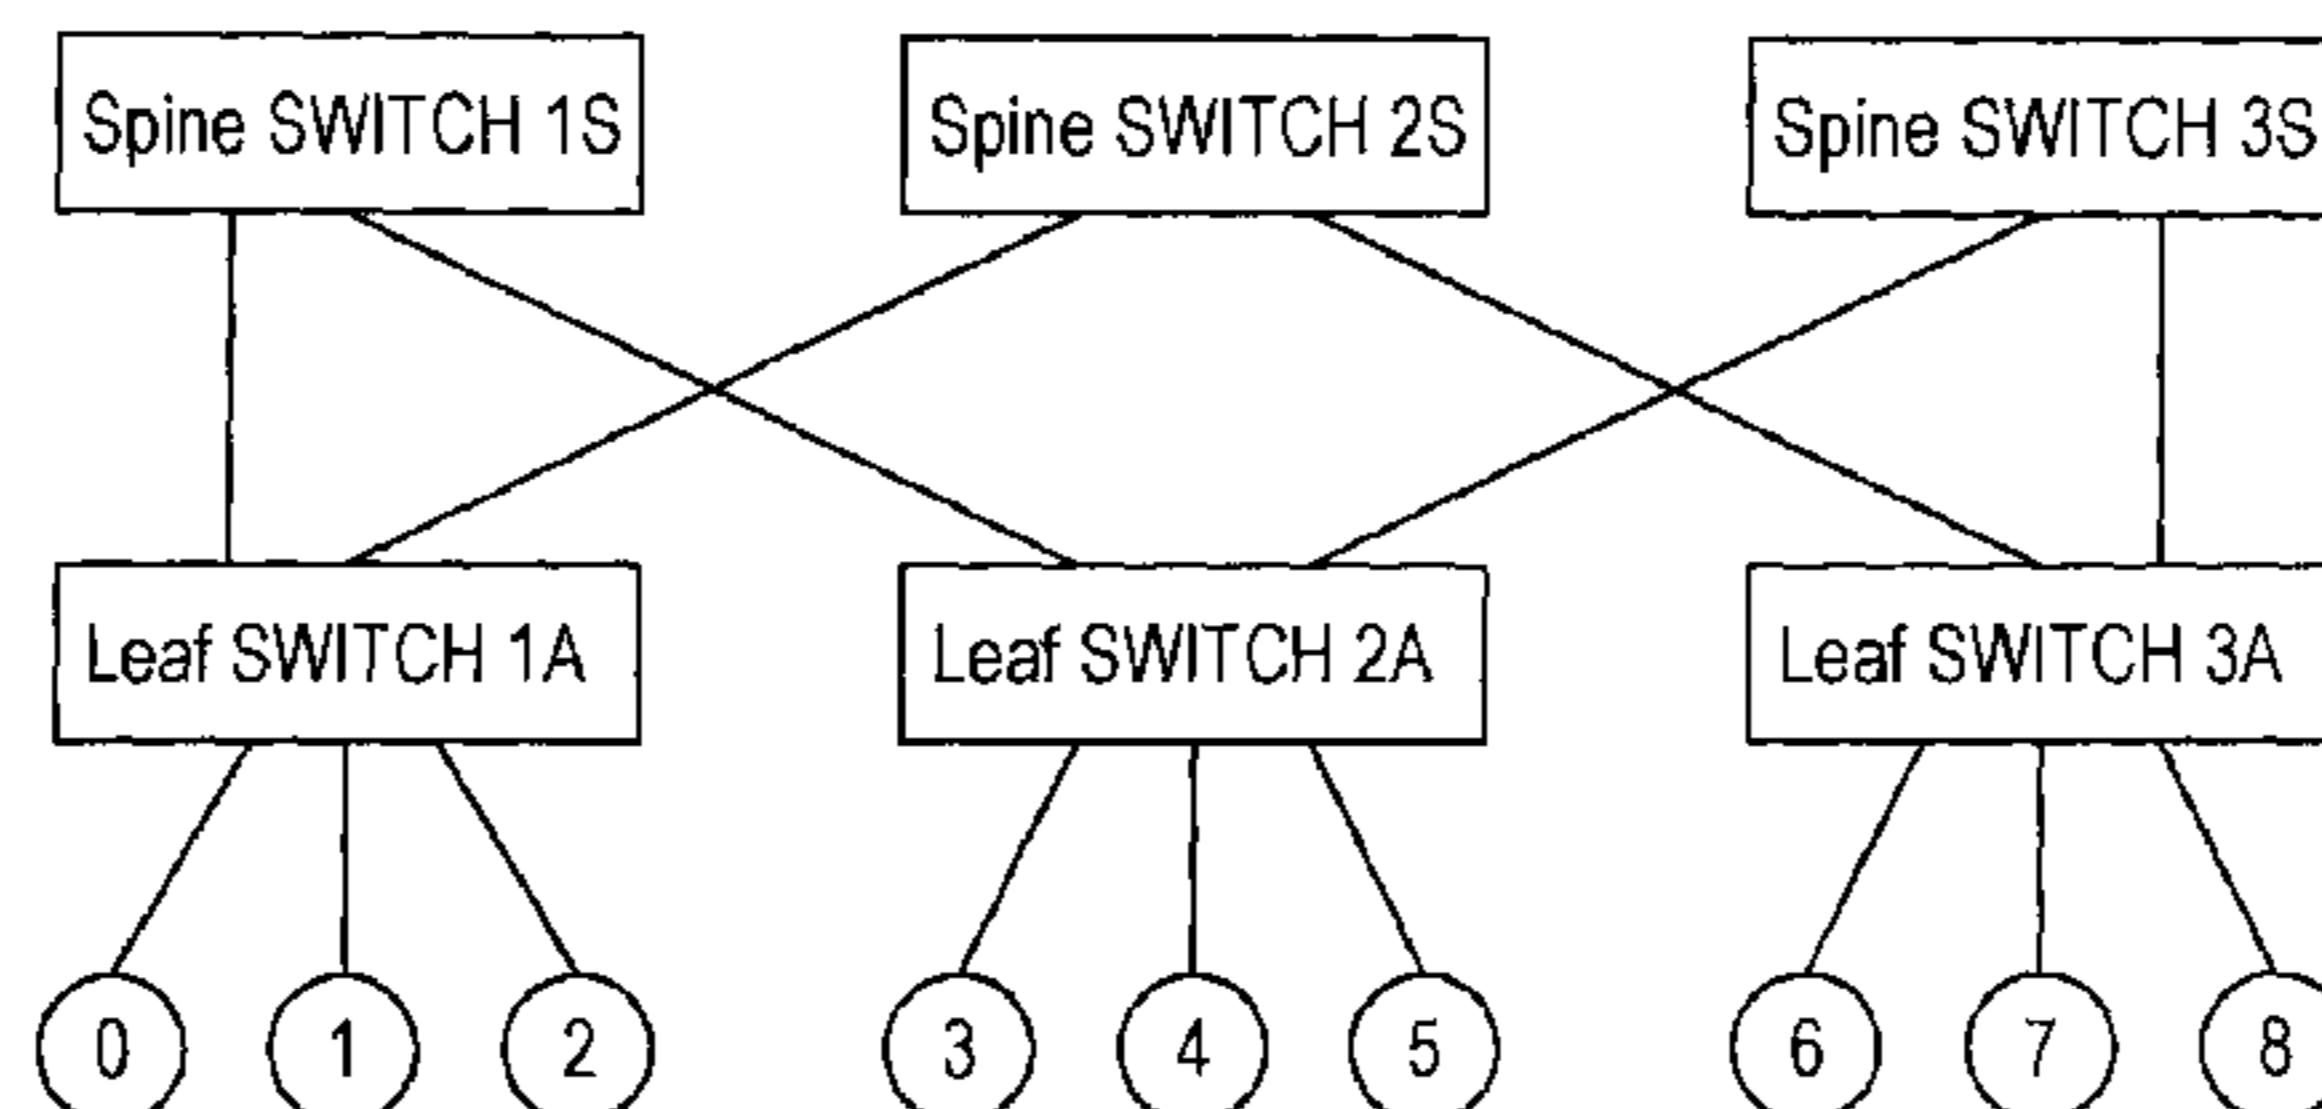 Spine SWITCH 1S
Spine SWITCH 2S
Spine SWITCH 3S
Leaf SWITCH 1A
Leaf SWITCH 2A
Leaf SWITCH 3A
0
1
2
3
4
5
6
7
8